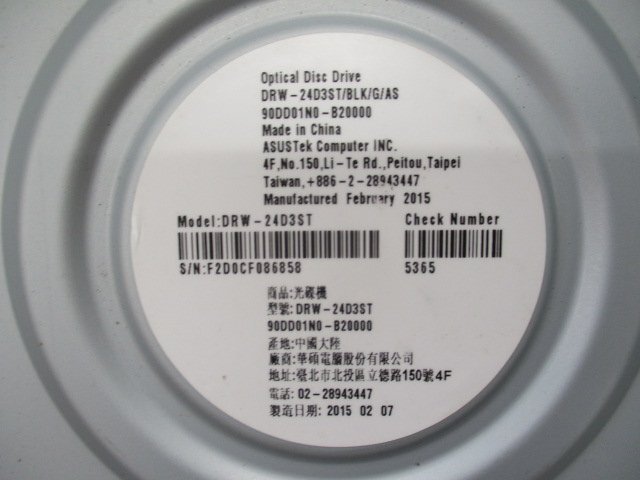 Optical Disc Drive
DRW-24D3ST/BLK/G/AS
90DD01N0-B20000
Made in China
ASUSTek Computer INC.
4F,No.150,Li-Te Rd.,Peitou,Taipei
Taiwan,+886-2-28943447
Manufactured February 2015
Model:DRW-24D3ST Check Number
S/N:F2D0CF086858 5365
商品:光碟機
型號:DRW-24D3ST
90DD01N0-B20000
產地:中國大陸
廠商:華碩電腦股份有限公司
地址:臺北市北投區立德路150號4F
電話:02-28943447
製造日期:2015 02 07